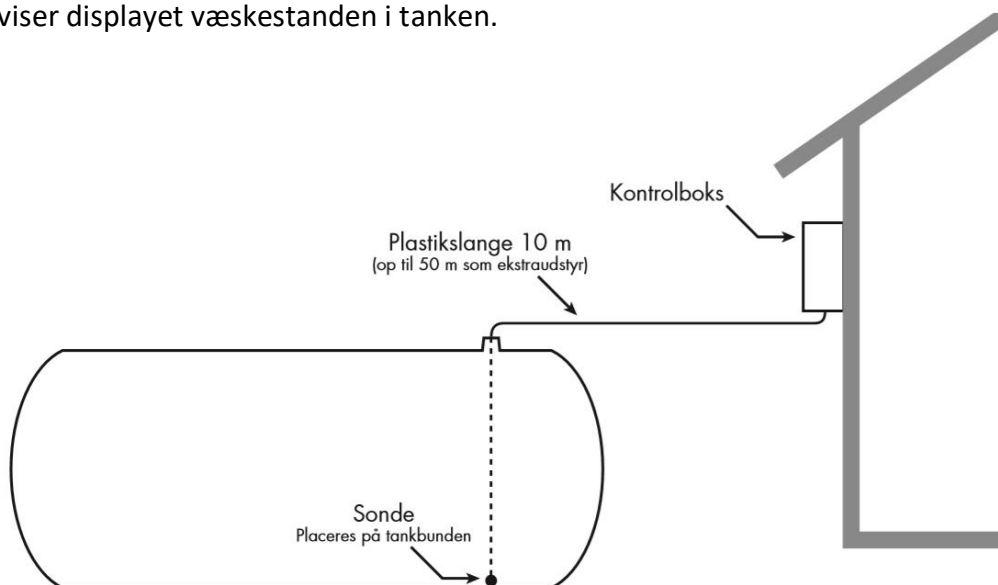 viser displayet væskestanden i tanken.
Kontrolboks
Plastikslange 10 m
(op til 50 m som ekstraudstyr)
Sonde
Placeres på tankbunden